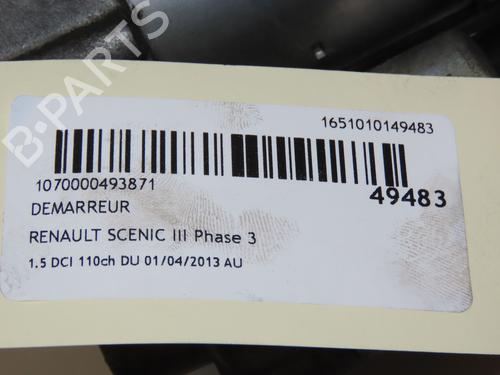 1651010149483
1070000493871
49483
DEMARREUR
RENAULT SCENIC III Phase 3
1.5 DCI 110ch DU 01/04/2013 AU
B-PARTS